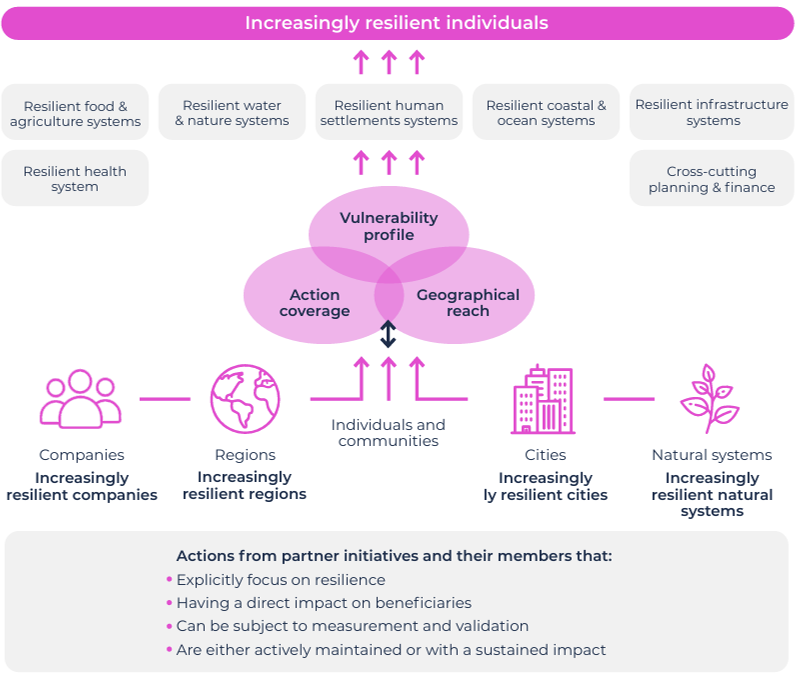 Increasingly resilient individuals
Resilient food &
agriculture systems
Resilient water
& nature systems
Resilient human
settlements systems
Resilient coastal &
ocean systems
Resilient infrastructure
systems
Resilient health
system
Cross-cutting
planning & finance
Vulnerability
profile
Action
coverage
Geographical
reach
Individuals and
communities
Companies
Increasingly
resilient companies
Regions
Increasingly
resilient regions
Cities
Increasingly
ly resilient cities
Natural systems
Increasingly
resilient natural
systems
Actions from partner initiatives and their members that:
• Explicitly focus on resilience
• Having a direct impact on beneficiaries
• Can be subject to measurement and validation
• Are either actively maintained or with a sustained impact